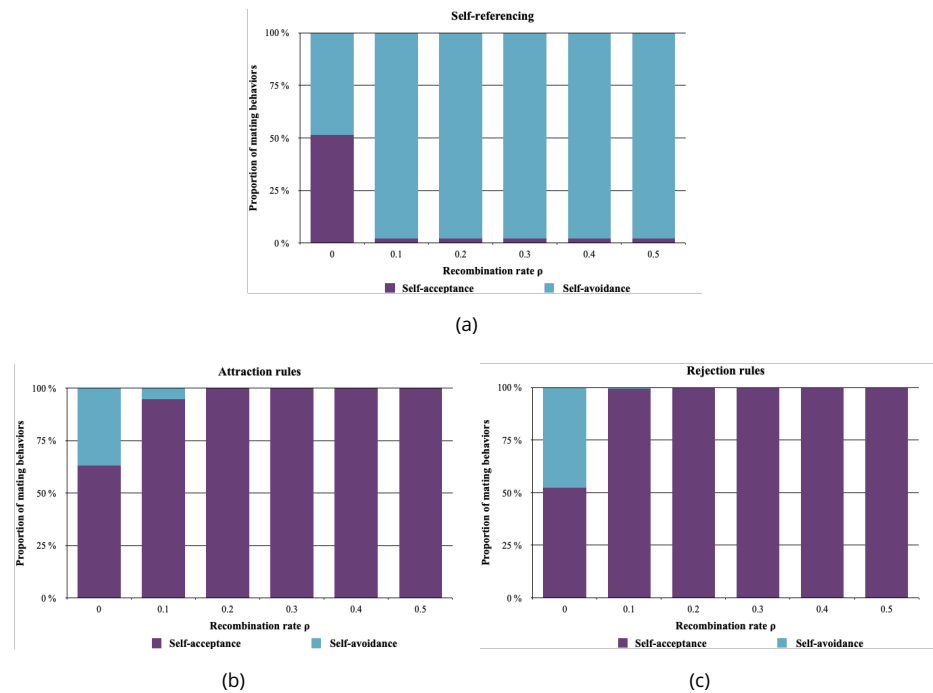 Self-referencing
100 %
75 %
50 %
25 %
0 %
Proportion of mating behaviors
0 0.1 0.2 0.3 0.4 0.5
Recombination rate ρ
Self-acceptance Self-avoidance
(a)
Attraction rules
100 %
75 %
50 %
25 %
0 %
Proportion of mating behaviors
0 0.1 0.2 0.3 0.4 0.5
Recombination rate ρ
Self-acceptance Self-avoidance
(b)
Rejection rules
100 %
75 %
50 %
25 %
0 %
Proportion of mating behaviors
0 0.1 0.2 0.3 0.4 0.5
Recombination rate ρ
Self-acceptance Self-avoidance
(c)